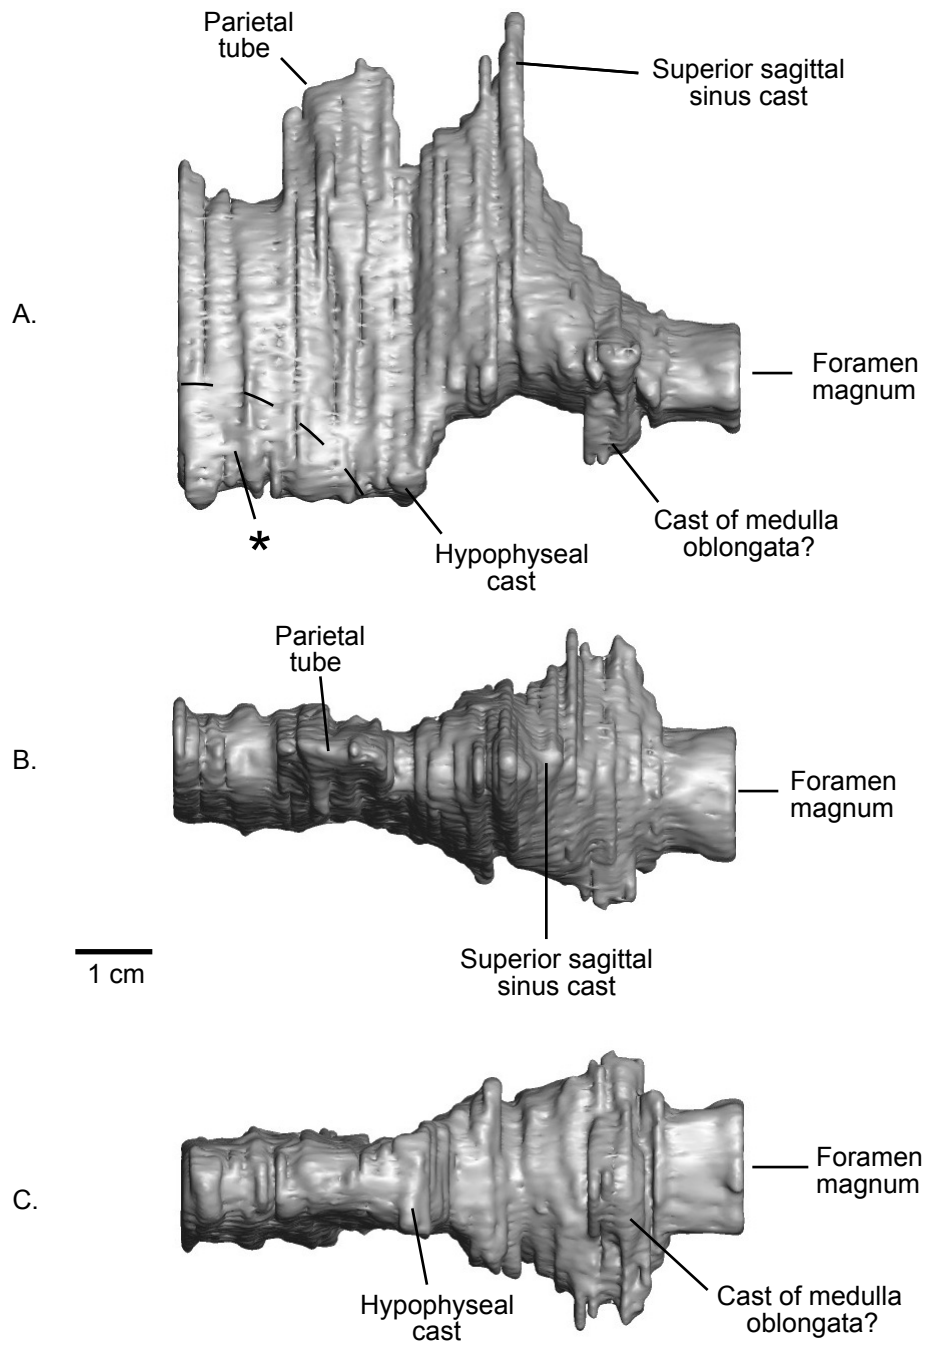 Parietal
tube
Superior sagittal
sinus cast
A.
Foramen
magnum
*
Cast of medulla
oblongata?
Hypophyseal
cast
Parietal
tube
B.
Foramen
magnum
Superior sagittal
sinus cast
1 cm
C.
Foramen
magnum
Hypophyseal
cast
Cast of medulla
oblongata?